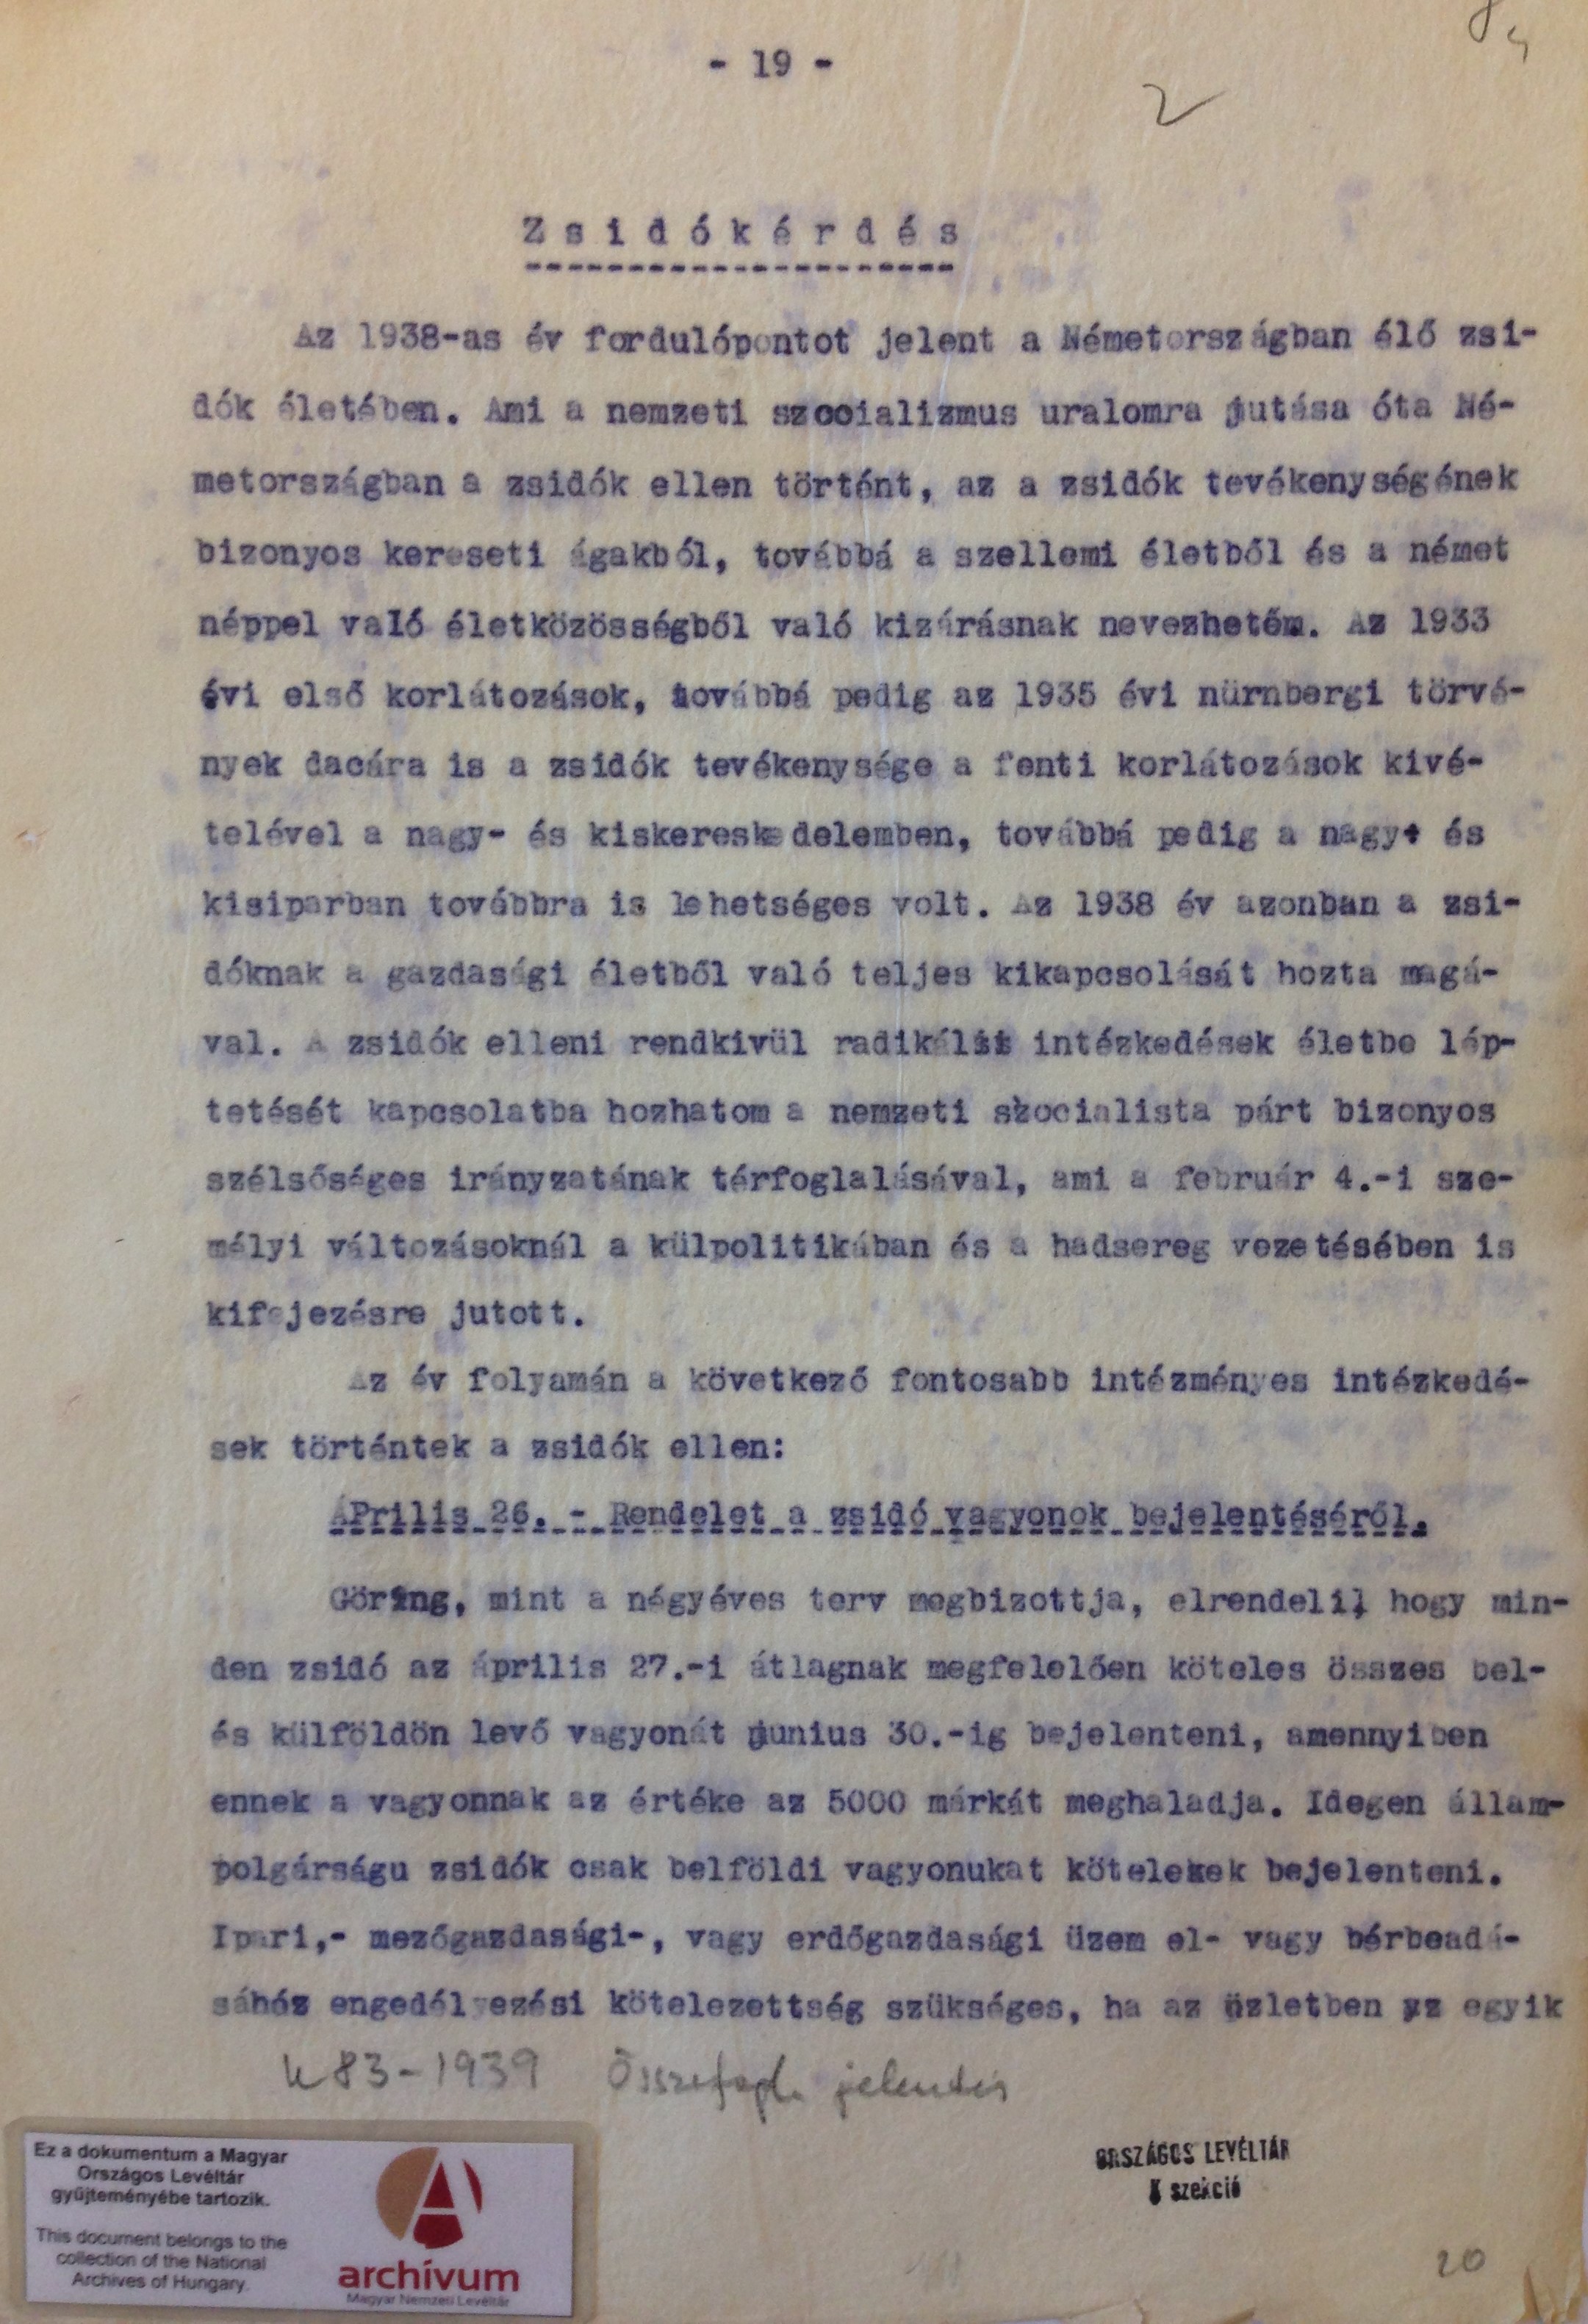 - 19 -
2
Zsidókérdés
Az 1938-as év fordulópontot jelent a Németországban élő zsi-
dók életében. Ami a nemzeti szocializmus uralomra jutása óta Né-
metországban a zsidók ellen történt, az a zsidók tevékenységének
bizonyos kereseti ágakból, továbbá a szellemi életből és a német
néppel való életközösségből való kizárásnak nevezhetém. Az 1933
évi első korlátozások, továbbá pedig az 1935 évi nürnbergi törvé-
nyek dacára is a zsidók tevékenysége a fenti korlátozások kivé-
telével a nagy- és kiskereskedelemben, továbbá pedig a nagy+ és
kisiparban továbbra is lehetséges volt. Az 1938 év azonban a zsi-
dóknak a gazdasági életből való teljes kikapcsolását hozta magá-
val. A zsidók elleni rendkivül radikális intézkedések életbe lép-
tetését kapcsolatba hozhatom a nemzeti szocialista párt bizonyos
szélsőséges irányzatának térfoglalásával, ami a február 4.-i sze-
mélyi változásoknál a külpolitikában és a hadsereg vezetésében is
kifejezésre jutott.
Az év folyamán a következő fontosabb intézményes intézkedé-
sek történtek a zsidók ellen:
ÁPrilis 26. - Rendelet a zsidó vagyonok bejelentéséről.
Göring, mint a négyéves terv megbizottja, elrendeli, hogy min-
den zsidó az április 27.-i átlagnak megfelelően köteles összes bel-
és külföldön levő vagyonát junius 30.-ig bejelenteni, amennyiben
ennek a vagyonnak az értéke az 5000 márkát meghaladja. Idegen állam-
polgárságu zsidók csak belföldi vagyonukat kötelesek bejelenteni.
Ipari,- mezőgazdasági-, vagy erdőgazdasági üzem el- vagy bérbeadá-
sáhóz engedélyezési kötelezettség szükséges, ha az üzletben az egyik
K 83-1939 Összefogl. jelentés
ORSZÁGOS LEVÉLTÁR
K szekció
Ez a dokumentum a Magyar
Országos Levéltár
gyűjteményébe tartozik.
This document belongs to the
collection of the National
Archives of Hungary.
archívum
Magyar Nemzeti Levéltár
20